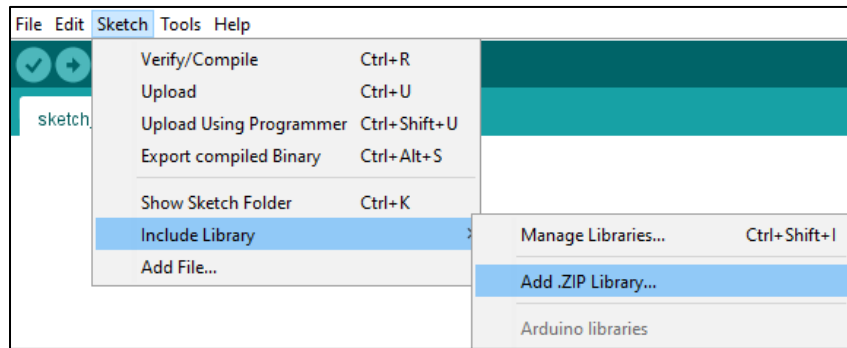 File Edit Sketch Tools Help
Verify/Compile Ctrl+R
Upload Ctrl+U
sketch_
Upload Using Programmer Ctrl+Shift+U
Export compiled Binary Ctrl+Alt+S
Show Sketch Folder Ctrl+K
Include Library
Manage Libraries... Ctrl+Shift+I
Add File...
Add .ZIP Library...
Arduino libraries